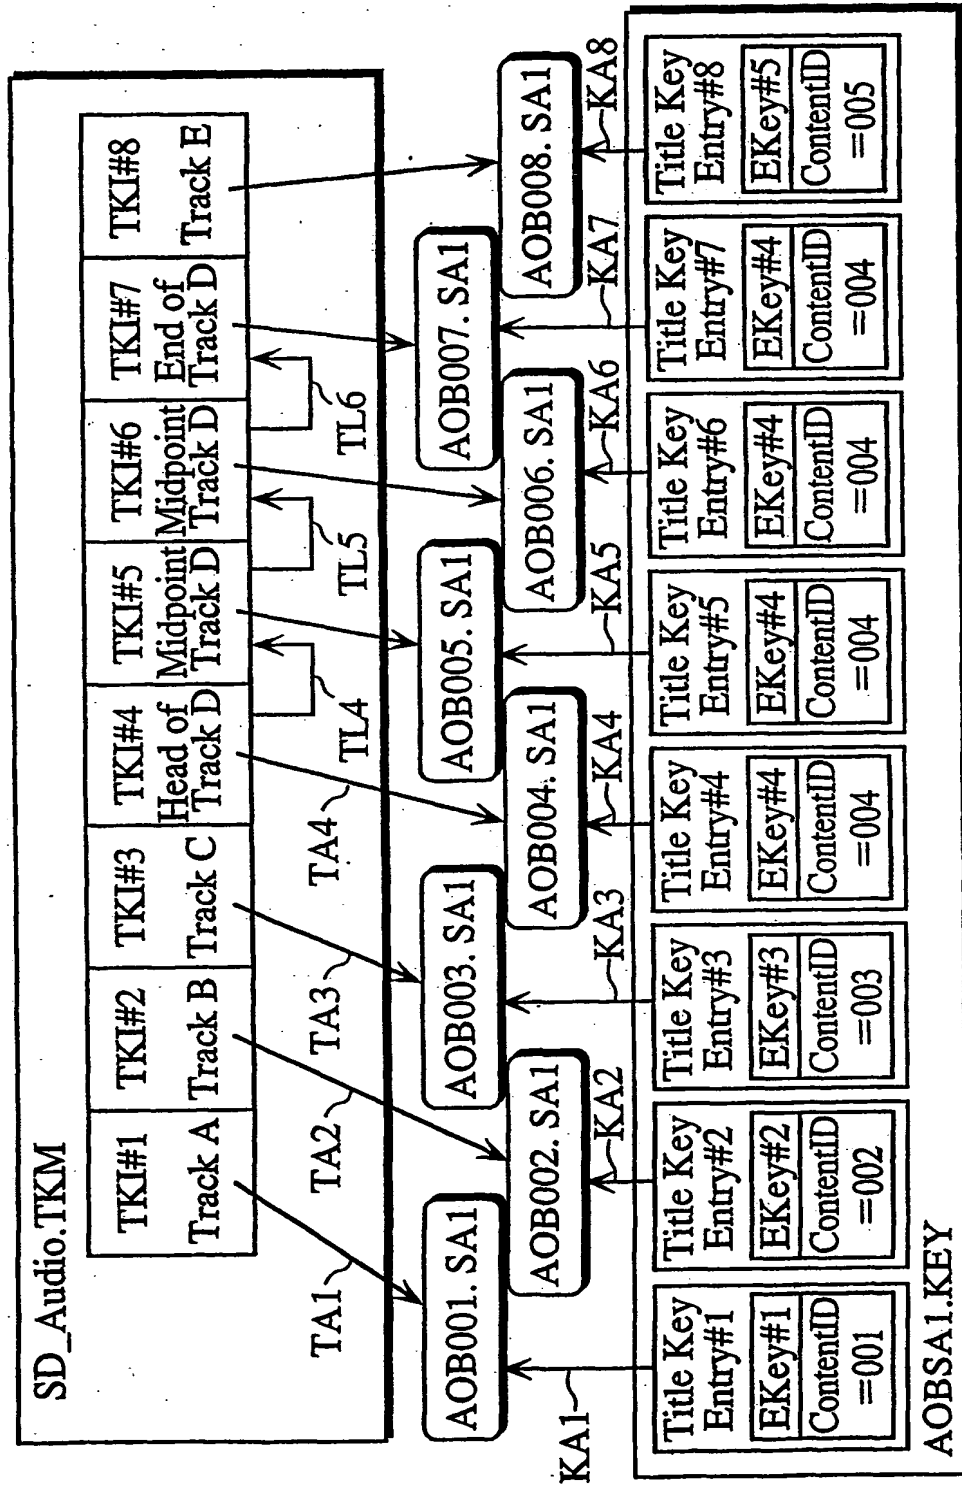 SD_Audio.TKM
TKI#1
Track A
TKI#2
Track B
TKI#3
Track C
TKI#4
Head of
Track D
TKI#5
Midpoint
Track D
TKI#6
Midpoint
Track D
TKI#7
End of
Track D
TKI#8
Track E
TA1
TA2
TA3
TA4
TL4
TL5
TL6
AOB001. SA1
AOB002. SA1
AOB003. SA1
AOB004. SA1
AOB005. SA1
AOB006. SA1
AOB007. SA1
AOB008. SA1
KA1
KA2
KA3
KA4
KA5
KA6
KA7
KA8
Title Key
Entry#1
EKey#1
ContentID
=001
Title Key
Entry#2
EKey#2
ContentID
=002
Title Key
Entry#3
EKey#3
ContentID
=003
Title Key
Entry#4
EKey#4
ContentID
=004
Title Key
Entry#5
EKey#4
ContentID
=004
Title Key
Entry#6
EKey#4
ContentID
=004
Title Key
Entry#7
EKey#4
ContentID
=004
Title Key
Entry#8
EKey#5
ContentID
=005
AOBSA1.KEY